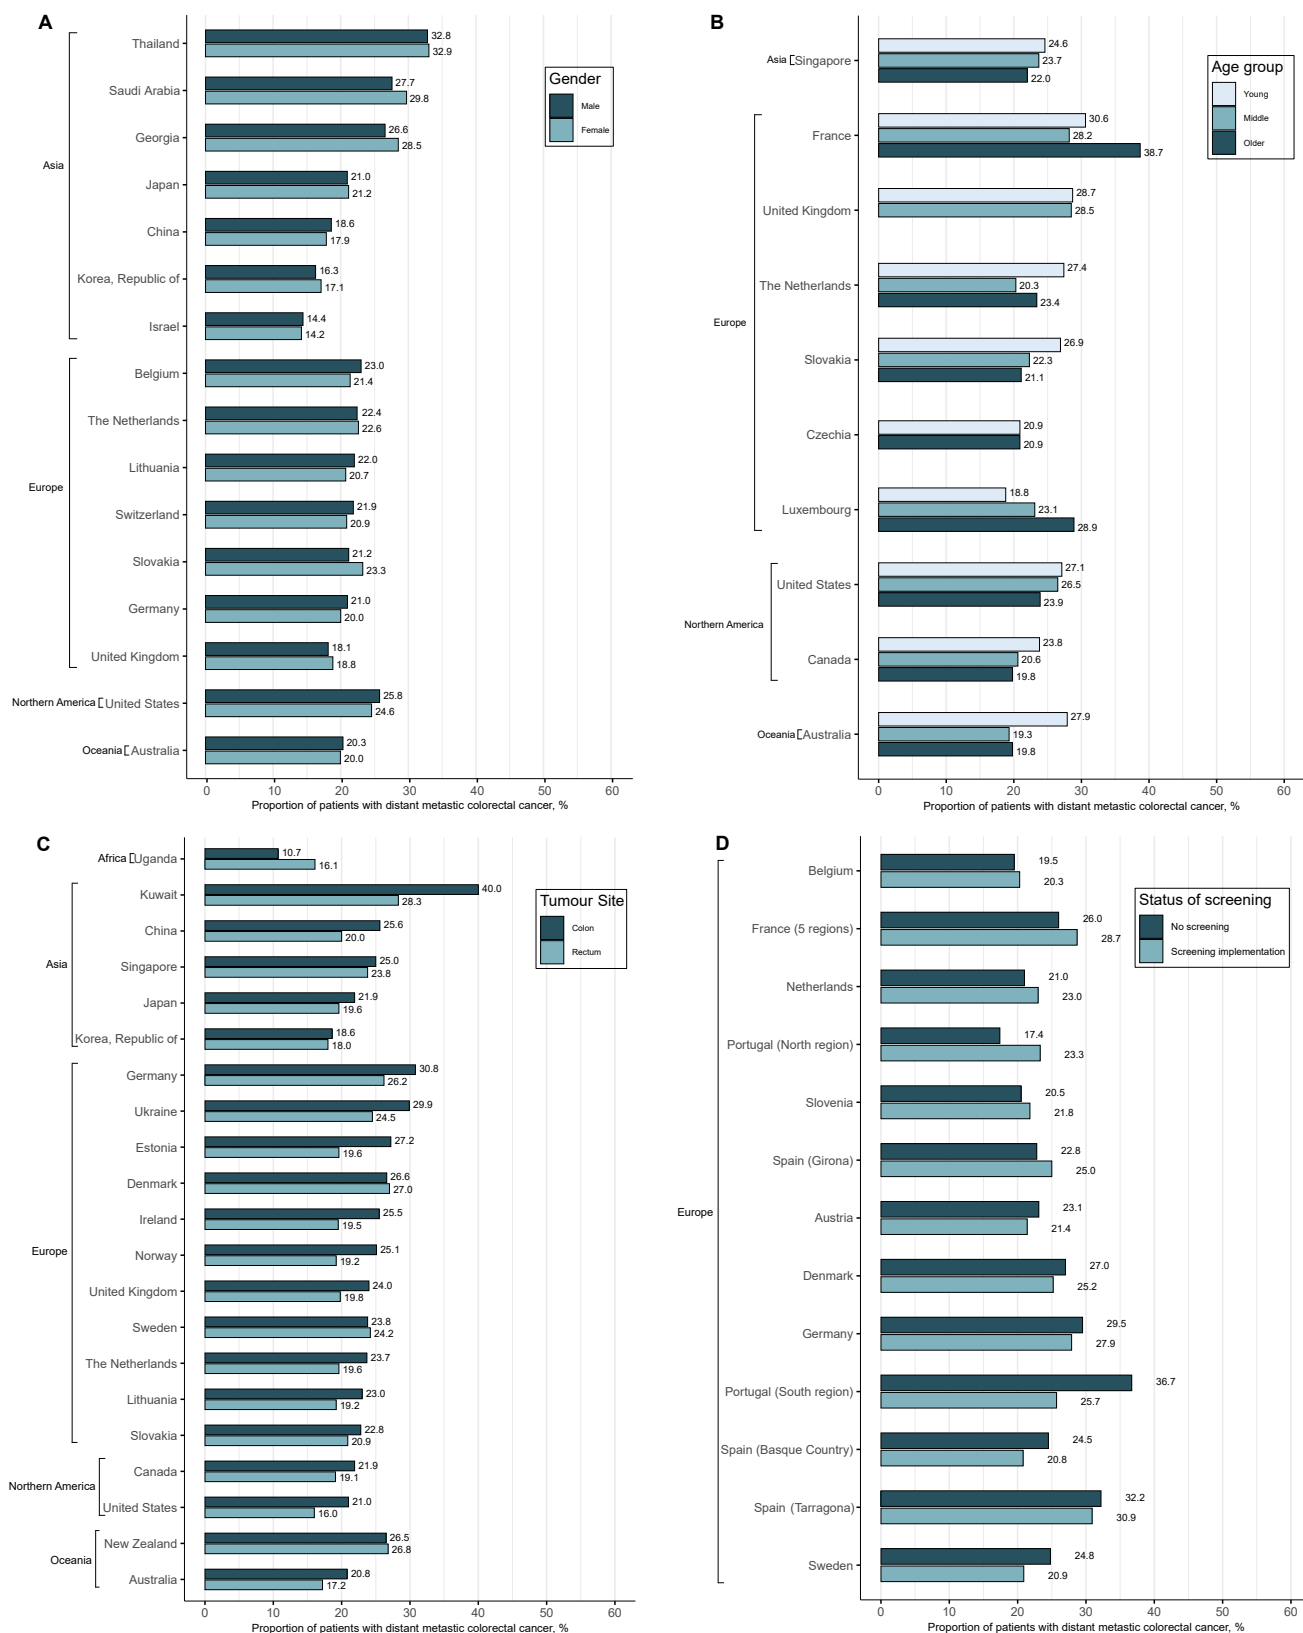 A
Asia
Thailand 32.8
32.9
Saudi Arabia 27.7
29.8
Georgia 26.6
28.5
Japan 21.0
21.2
China 18.6
17.9
Korea, Republic of 16.3
17.1
Israel 14.4
14.2
Europe
Belgium 23.0
21.4
The Netherlands 22.4
22.6
Lithuania 22.0
20.7
Switzerland 21.9
20.9
Slovakia 21.2
23.3
Germany 21.0
20.0
United Kingdom 18.1
18.8
Northern America
United States 25.8
24.6
Oceania
Australia 20.3
20.0
Gender
Male
Female
0 10 20 30 40 50 60
Proportion of patients with distant metastic colorectal cancer, %
B
Asia
Singapore 24.6
23.7
22.0
Europe
France 30.6
28.2
38.7
United Kingdom 28.7
28.5
The Netherlands 27.4
20.3
23.4
Slovakia 26.9
22.3
21.1
Czechia 20.9
20.9
Luxembourg 18.8
23.1
28.9
Northern America
United States 27.1
26.5
23.9
Canada 23.8
20.6
19.8
Oceania
Australia 27.9
19.3
19.8
Age group
Young
Middle
Older
0 10 20 30 40 50 60
Proportion of patients with distant metastic colorectal cancer, %
C
Africa
Uganda 10.7
16.1
Asia
Kuwait 40.0
28.3
China 25.6
20.0
Singapore 25.0
23.8
Japan 21.9
19.6
Korea, Republic of 18.6
18.0
Europe
Germany 30.8
26.2
Ukraine 29.9
24.5
Estonia 27.2
19.6
Denmark 26.6
27.0
Ireland 25.5
19.5
Norway 25.1
19.2
United Kingdom 24.0
19.8
Sweden 23.8
24.2
The Netherlands 23.7
19.6
Lithuania 23.0
19.2
Slovakia 22.8
20.9
Northern America
Canada 21.9
19.1
United States 21.0
16.0
Oceania
New Zealand 26.5
26.8
Australia 20.8
17.2
Tumour Site
Colon
Rectum
0 10 20 30 40 50 60
Proportion of patients with distant metastic colorectal cancer, %
D
Europe
Belgium 19.5
20.3
France (5 regions) 26.0
28.7
Netherlands 21.0
23.0
Portugal (North region) 17.4
23.3
Slovenia 20.5
21.8
Spain (Girona) 22.8
25.0
Austria 23.1
21.4
Denmark 27.0
25.2
Germany 29.5
27.9
Portugal (South region) 36.7
25.7
Spain (Basque Country) 24.5
20.8
Spain (Tarragona) 32.2
30.9
Sweden 24.8
20.9
Status of screening
No screening
Screening implementation
0 10 20 30 40 50 60
Proportion of patients with distant metastic colorectal cancer, %